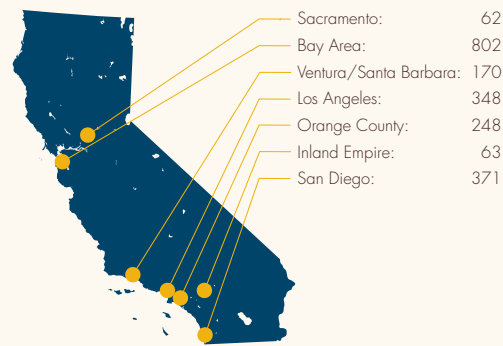 Sacramento: 62
Bay Area: 802
Ventura/Santa Barbara: 170
Los Angeles: 348
Orange County: 248
Inland Empire: 63
San Diego: 371